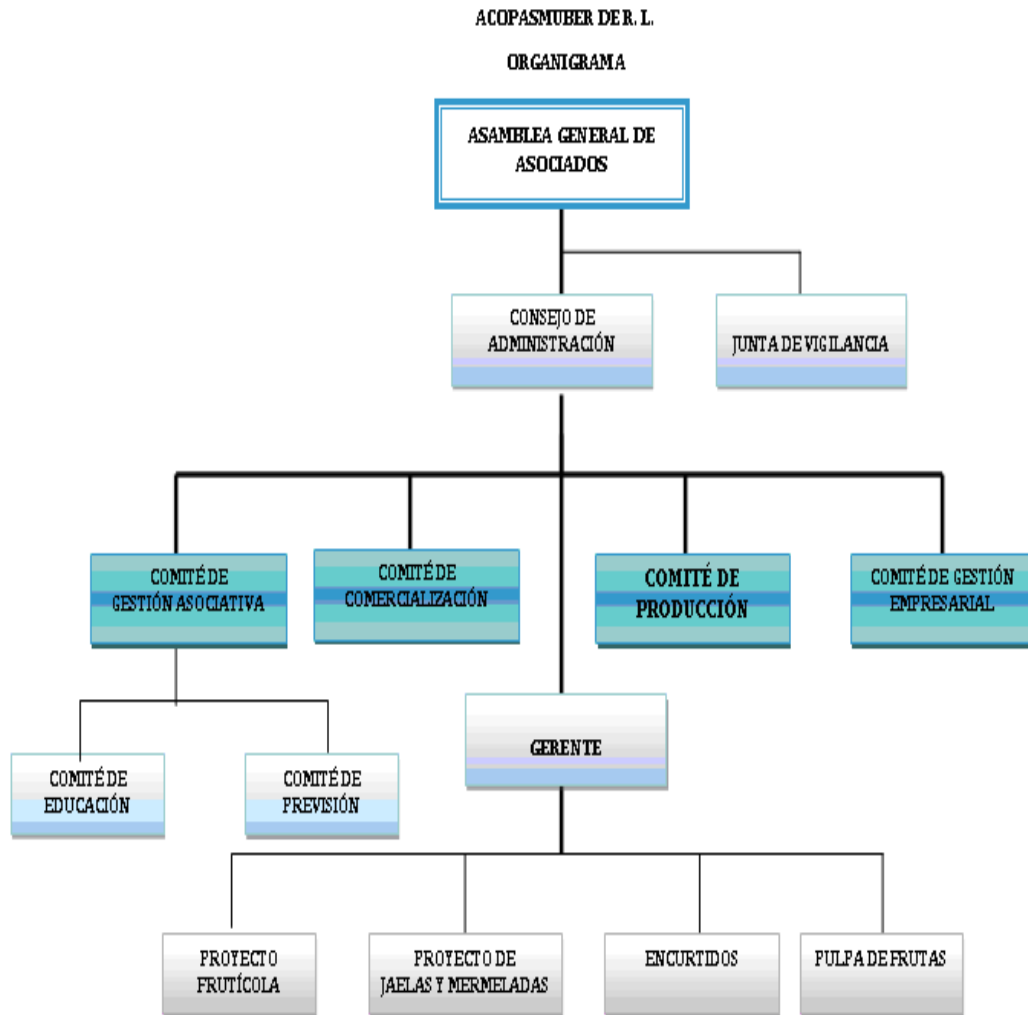 ACOPASMUBER DE R. L.
ORGANIGRAMA
ASAMBLEA GENERAL DE
ASOCIADOS
CONSEJO DE
ADMINISTRACIÓN
JUNTA DE VIGILANCIA
COMITÉ DE
GESTIÓN ASOCIATIVA
COMITÉ DE
COMERCIALIZACIÓN
COMITÉ DE
PRODUCCIÓN
COMITÉ DE GESTIÓN
EMPRESARIAL
GERENTE
COMITÉ DE
EDUCACIÓN
COMITÉ DE
PREVISIÓN
PROYECTO
FRUTÍCOLA
PROYECTO DE
JAELAS Y MERMELADAS
ENCURTIDOS
PULPA DE FRUTAS